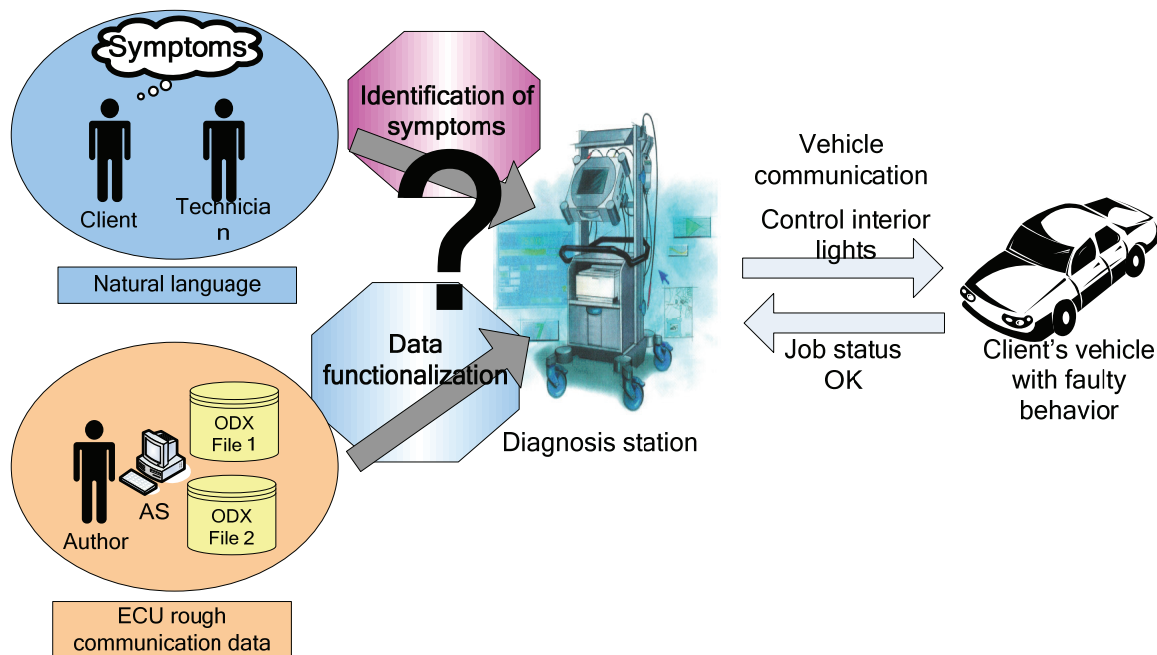 Symptoms
Client
Technicia
n
Natural language
Identification of
symptoms
?
Data
functionalization
ODX
File 1
ODX
File 2
AS
Author
ECU rough
communication data
Diagnosis station
Vehicle
communication
Control interior
lights
Job status
OK
Client's vehicle
with faulty
behavior